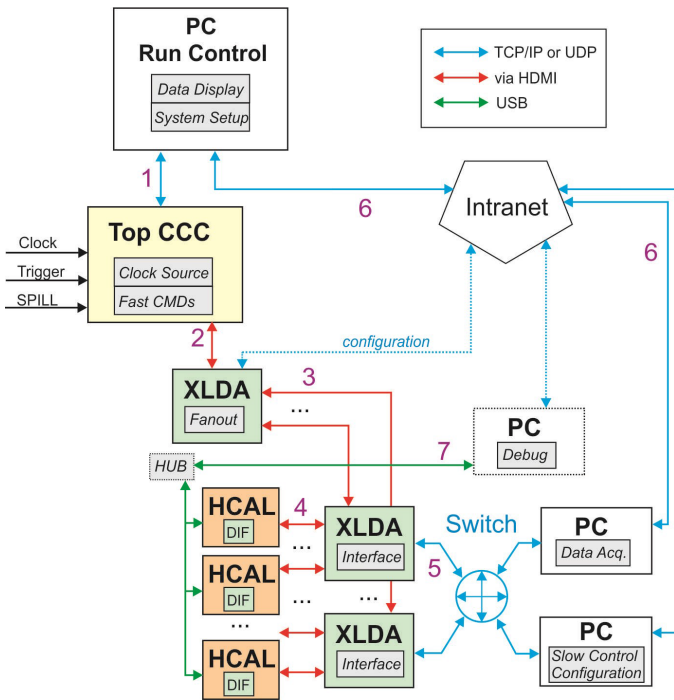 PC
Run Control
Data Display
System Setup
TCP/IP or UDP
via HDMI
USB
1
6
Intranet
6
Top CCC
Clock Source
Fast CMDs
Clock
Trigger
SPILL
2
configuration
XLDA
Fanout
3
...
PC
Debug
7
HUB
HCAL
DIF
4
...
XLDA
Interface
5
Switch
PC
Data Acq.
HCAL
DIF
...
...
...
HCAL
DIF
...
XLDA
Interface
PC
Slow Control
Configuration